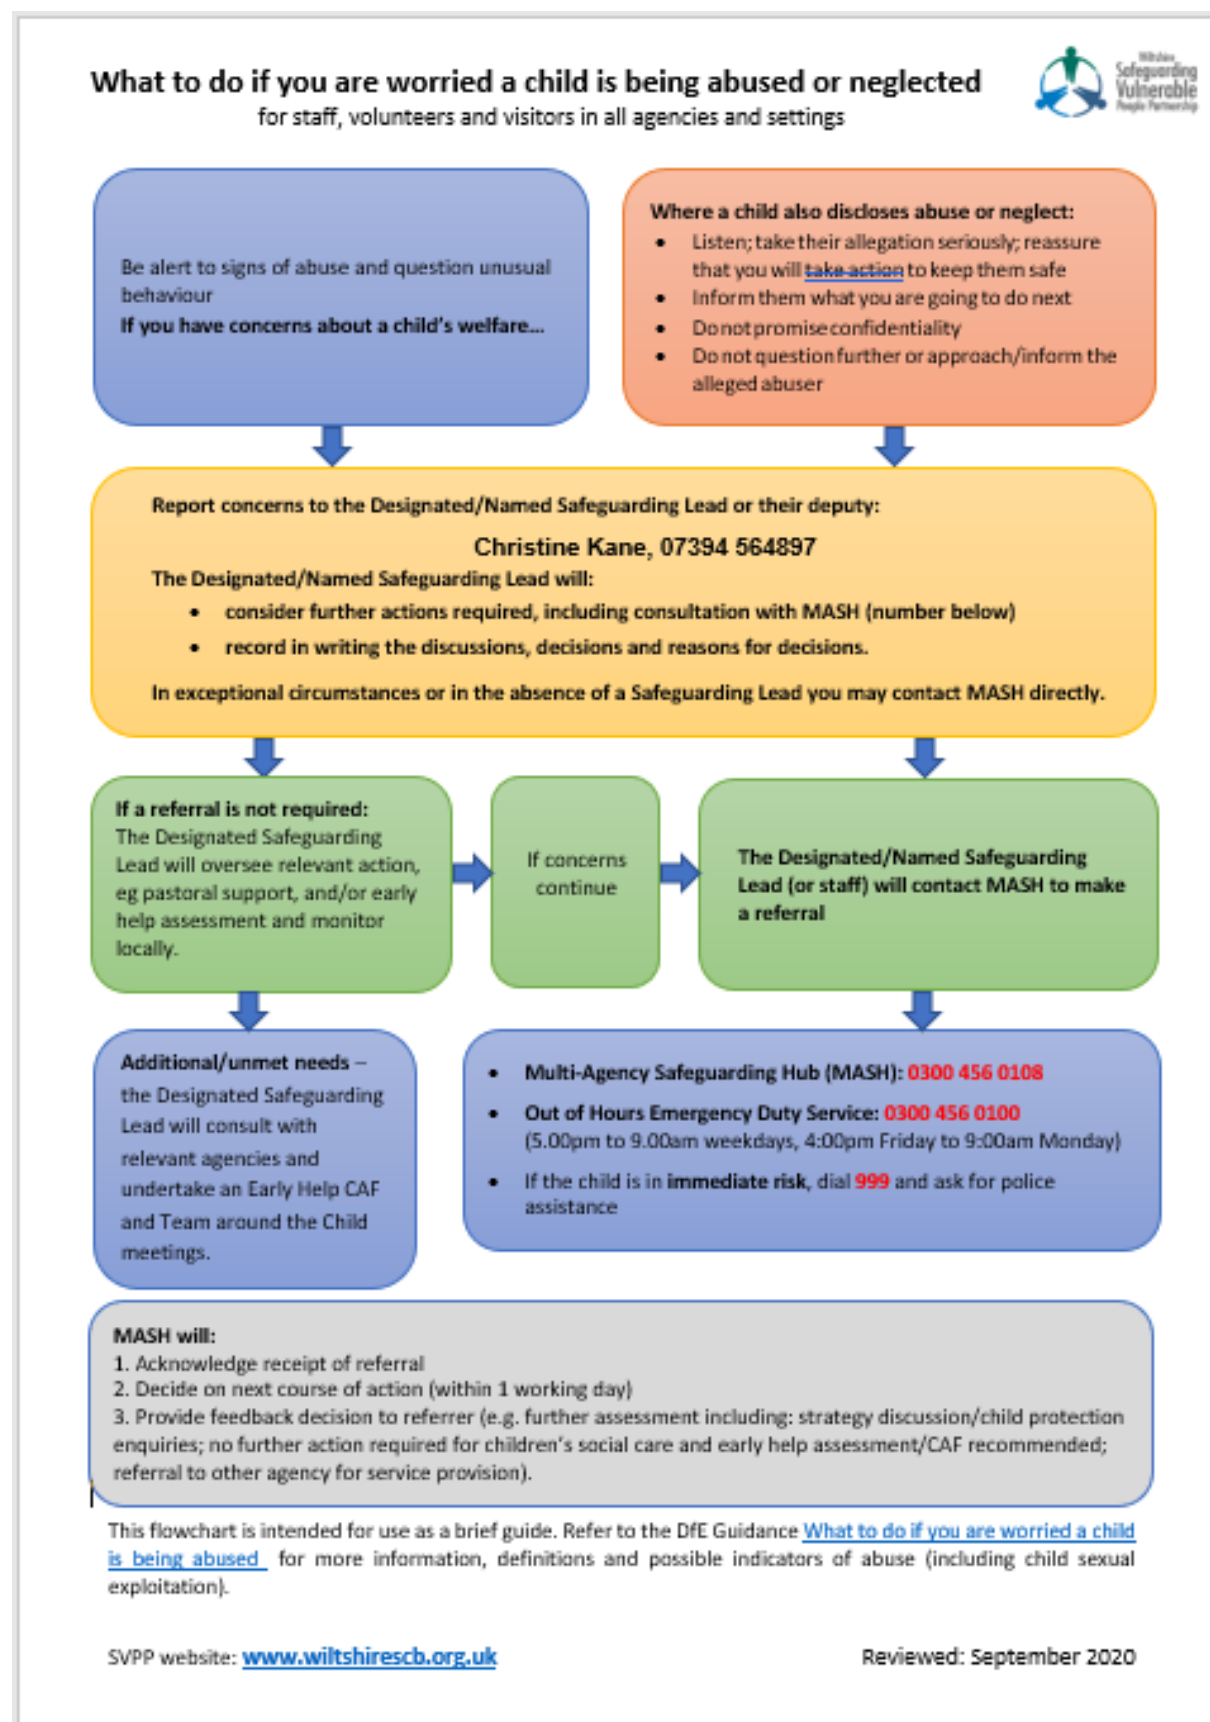 What to do if you are worried a child is being abused or neglected
for staff, volunteers and visitors in all agencies and settings
Wiltshire
Safeguarding
Vulnerable
People Partnership
Be alert to signs of abuse and question unusual
behaviour
If you have concerns about a child's welfare...
Where a child also discloses abuse or neglect:
• Listen; take their allegation seriously; reassure
that you will take action to keep them safe
• Inform them what you are going to do next
• Do not promise confidentiality
• Do not question further or approach/inform the
alleged abuser
Report concerns to the Designated/Named Safeguarding Lead or their deputy:
Christine Kane, 07394 564897
The Designated/Named Safeguarding Lead will:
• consider further actions required, including consultation with MASH (number below)
• record in writing the discussions, decisions and reasons for decisions.
In exceptional circumstances or in the absence of a Safeguarding Lead you may contact MASH directly.
If a referral is not required:
The Designated Safeguarding
Lead will oversee relevant action,
eg pastoral support, and/or early
help assessment and monitor
locally.
If concerns
continue
The Designated/Named Safeguarding
Lead (or staff) will contact MASH to make
a referral
Additional/unmet needs –
the Designated Safeguarding
Lead will consult with
relevant agencies and
undertake an Early Help CAF
and Team around the Child
meetings.
• Multi-Agency Safeguarding Hub (MASH): 0300 456 0108
• Out of Hours Emergency Duty Service: 0300 456 0100
(5.00pm to 9.00am weekdays, 4:00pm Friday to 9:00am Monday)
• If the child is in immediate risk, dial 999 and ask for police
assistance
MASH will:
1. Acknowledge receipt of referral
2. Decide on next course of action (within 1 working day)
3. Provide feedback decision to referrer (e.g. further assessment including: strategy discussion/child protection
enquiries; no further action required for children's social care and early help assessment/CAF recommended;
referral to other agency for service provision).
This flowchart is intended for use as a brief guide. Refer to the DfE Guidance What to do if you are worried a child
is being abused for more information, definitions and possible indicators of abuse (including child sexual
exploitation).
SVPP website: www.wiltshirescb.org.uk
Reviewed: September 2020